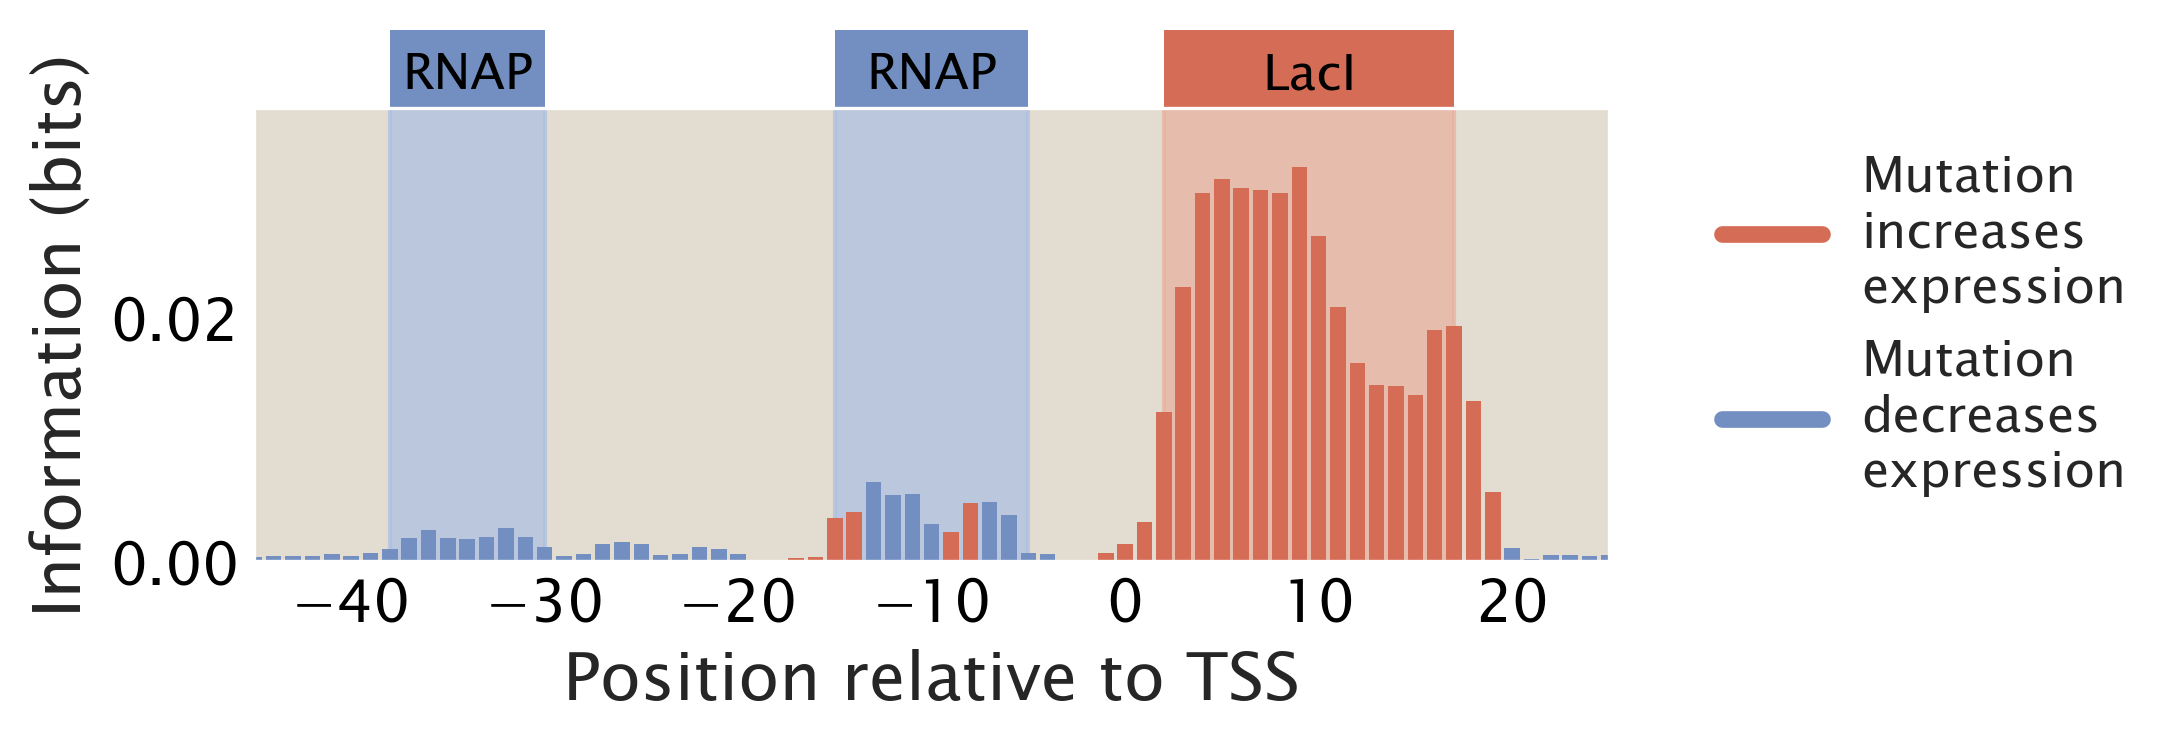 RNAP
RNAP
LacI
Information (bits)
0.02
0.00
−40
−30
−20
−10
0
10
20
Position relative to TSS
Mutation
increases
expression
Mutation
decreases
expression